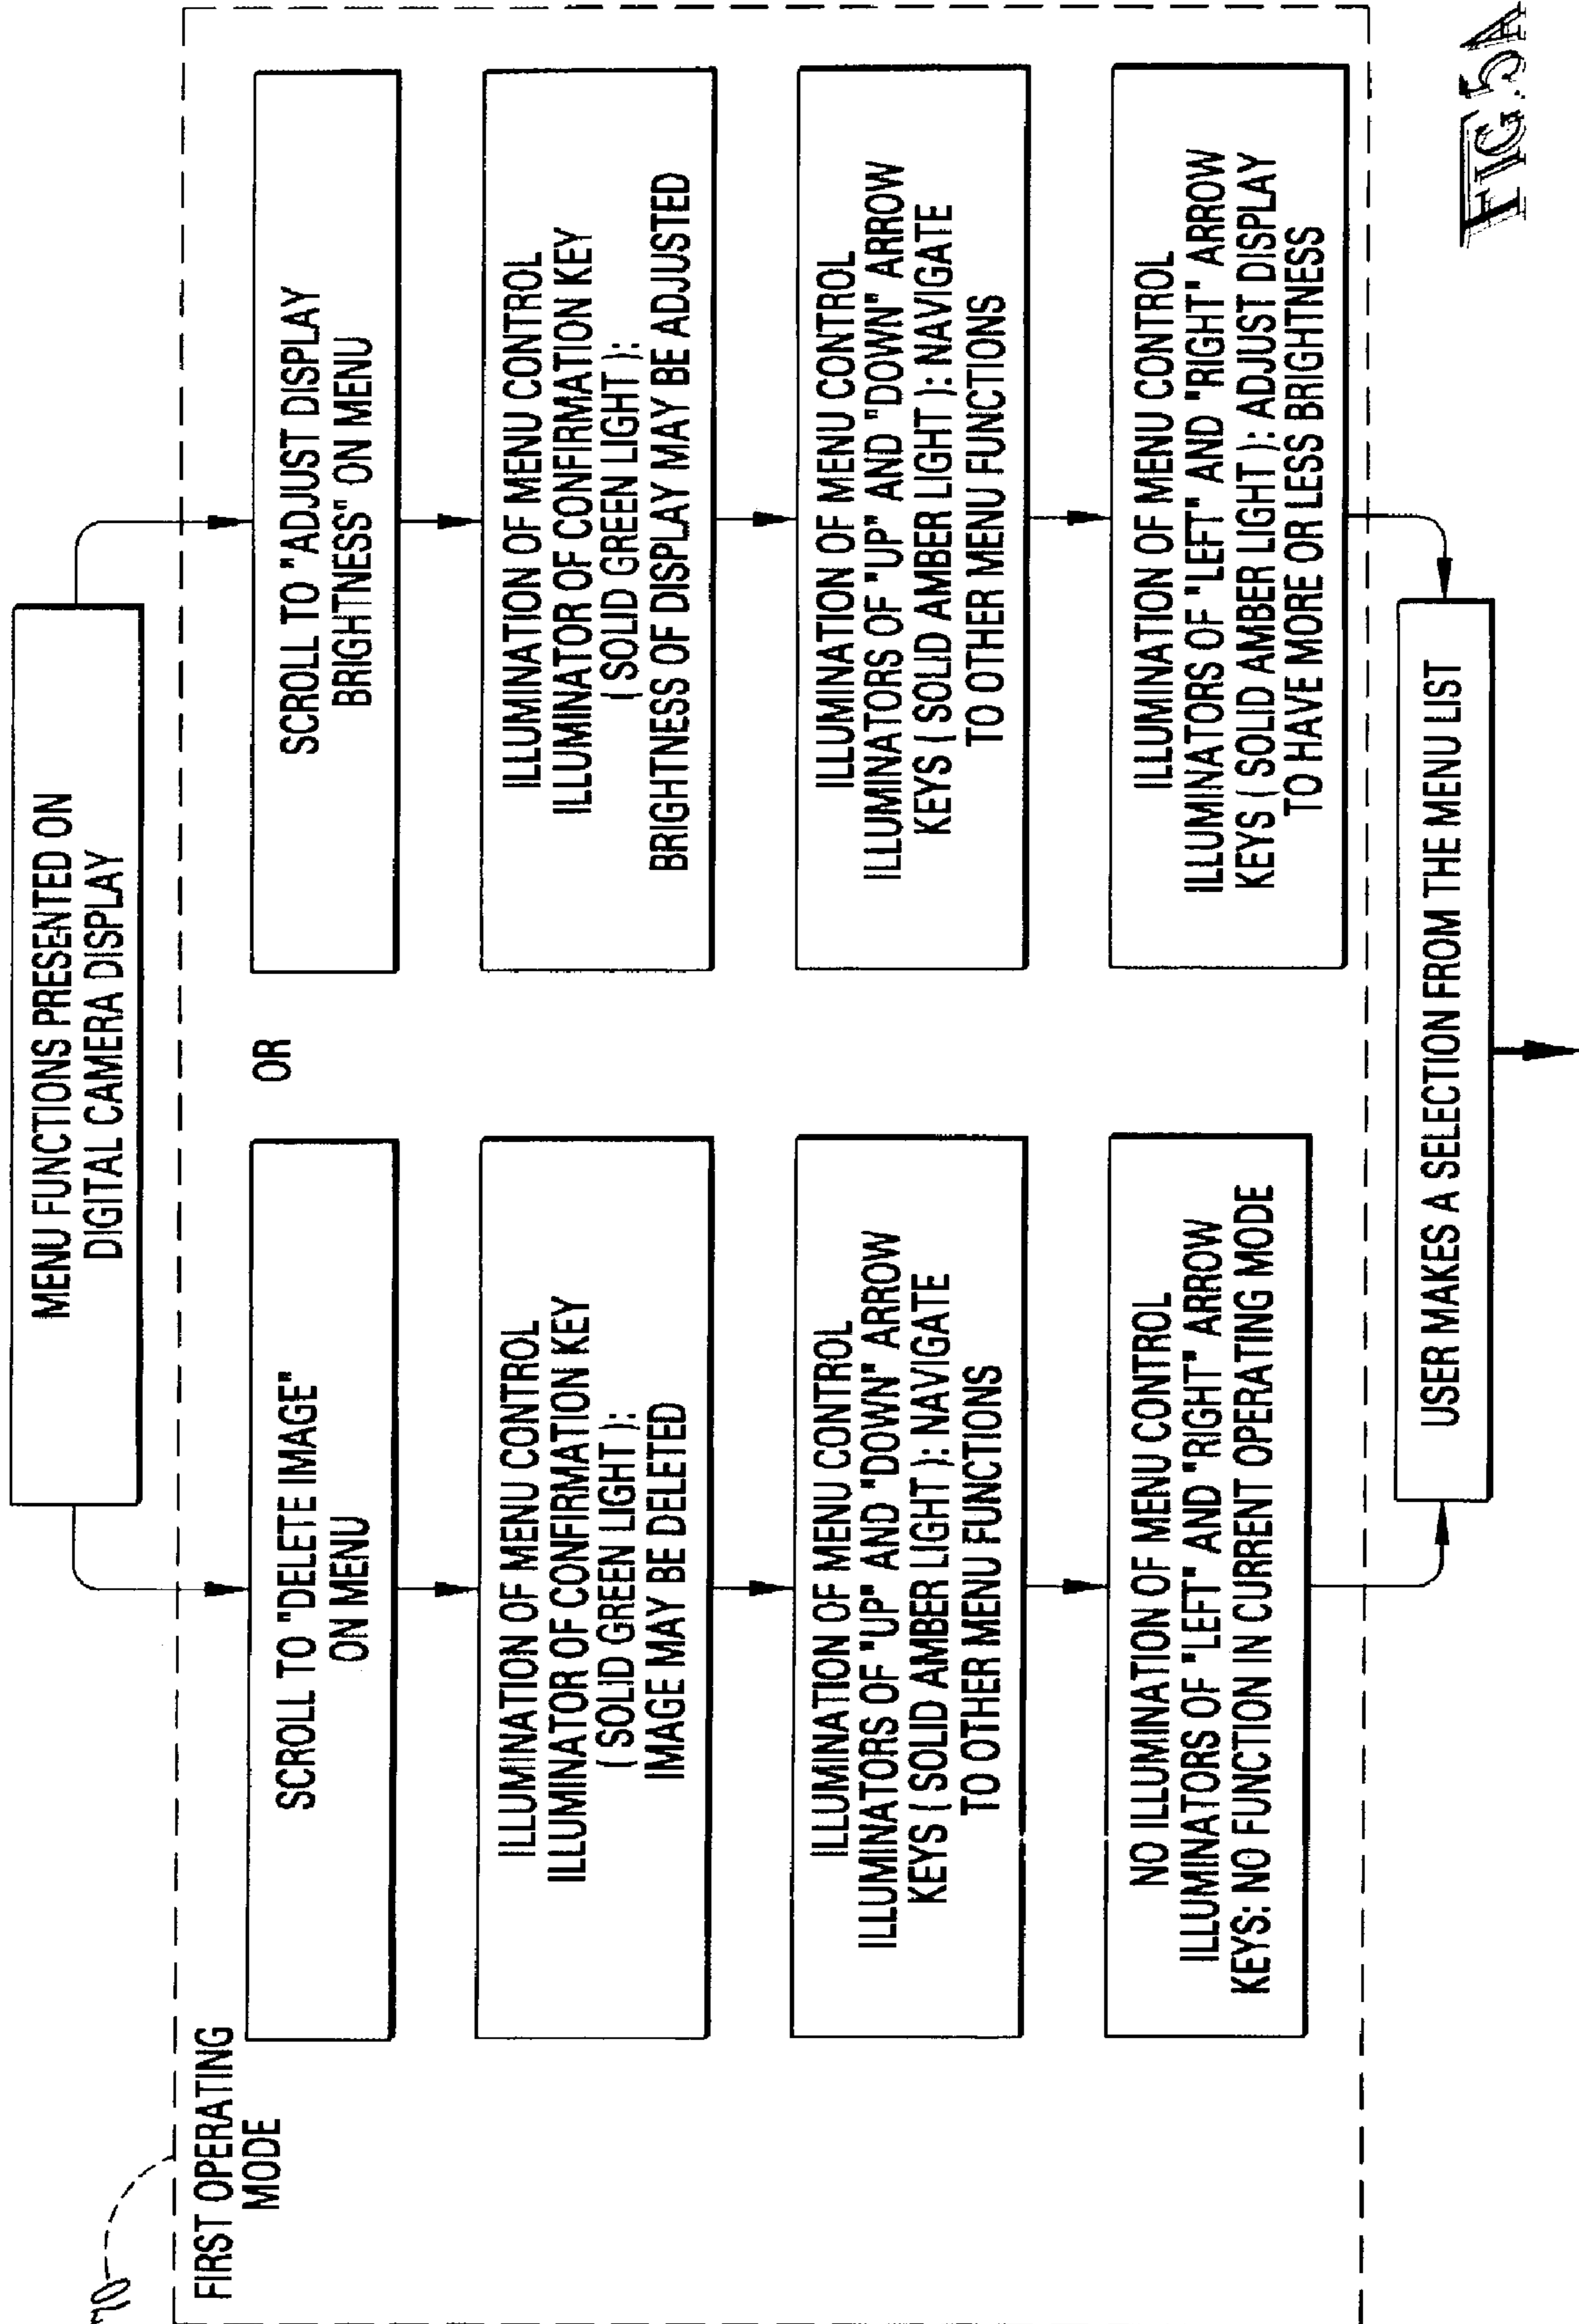 MENU FUNCTIONS PRESENTED ON
DIGITAL CAMERA DISPLAY
70
FIRST OPERATING
MODE
SCROLL TO "DELETE IMAGE"
ON MENU
ILLUMINATION OF MENU CONTROL
ILLUMINATOR OF CONFIRMATION KEY
( SOLID GREEN LIGHT ):
IMAGE MAY BE DELETED
ILLUMINATION OF MENU CONTROL
ILLUMINATORS OF "UP" AND "DOWN" ARROW
KEYS ( SOLID AMBER LIGHT ): NAVIGATE
TO OTHER MENU FUNCTIONS
NO ILLUMINATION OF MENU CONTROL
ILLUMINATORS OF "LEFT" AND "RIGHT" ARROW
KEYS: NO FUNCTION IN CURRENT OPERATING MODE
OR
SCROLL TO "ADJUST DISPLAY
BRIGHTNESS" ON MENU
ILLUMINATION OF MENU CONTROL
ILLUMINATOR OF CONFIRMATION KEY
( SOLID GREEN LIGHT ):
BRIGHTNESS OF DISPLAY MAY BE ADJUSTED
ILLUMINATION OF MENU CONTROL
ILLUMINATORS OF "UP" AND "DOWN" ARROW
KEYS ( SOLID AMBER LIGHT ): NAVIGATE
TO OTHER MENU FUNCTIONS
ILLUMINATION OF MENU CONTROL
ILLUMINATORS OF "LEFT" AND "RIGHT" ARROW
KEYS ( SOLID AMBER LIGHT ): ADJUST DISPLAY
TO HAVE MORE OR LESS BRIGHTNESS
USER MAKES A SELECTION FROM THE MENU LIST
FIG. 5A